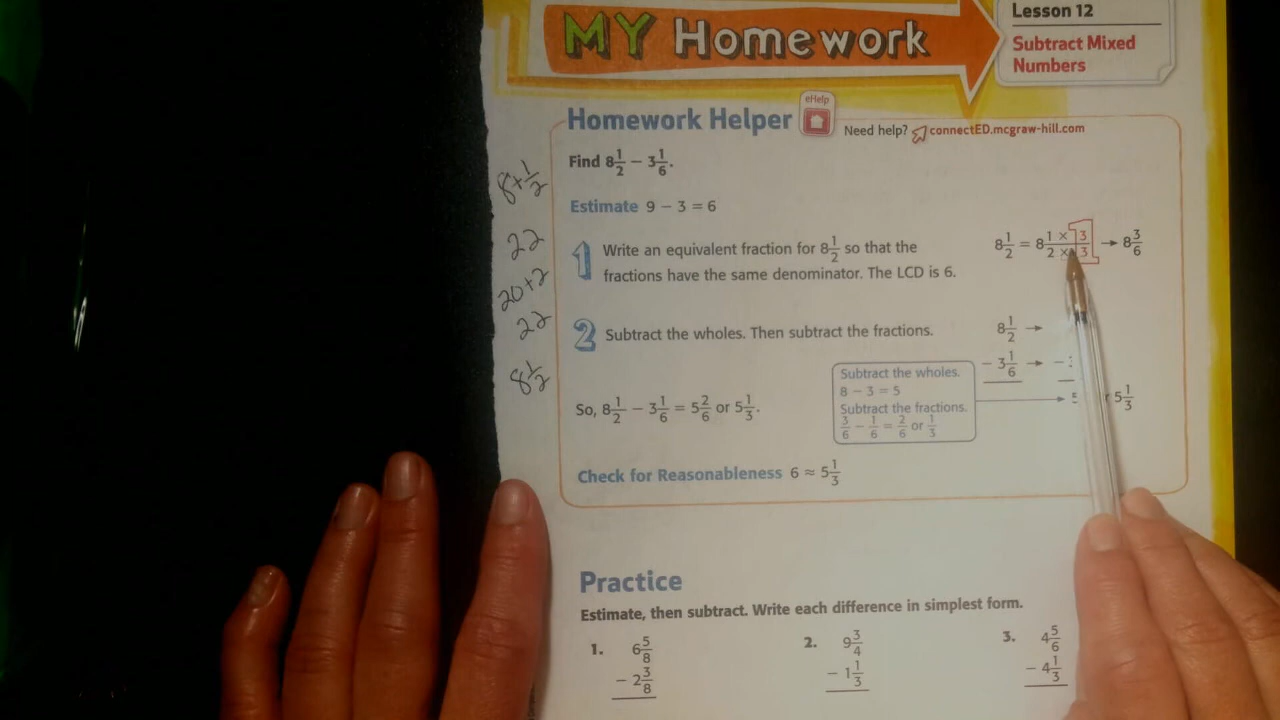 MY Homework
Lesson 12
Subtract Mixed
Numbers
eHelp
Homework Helper
Need help? connectED.mcgraw-hill.com
Find 8 1/2 − 3 1/6.
Estimate 9 − 3 = 6
1 Write an equivalent fraction for 8 1/2 so that the
fractions have the same denominator. The LCD is 6.
8 1/2 = 8 1 × 3/2 × 3 → 8 3/6
2 Subtract the wholes. Then subtract the fractions.
8 1/2 →
− 3 1/6 → −
5 1/3
Subtract the wholes.
8 − 3 = 5
Subtract the fractions.
3/6 − 1/6 = 2/6 or 1/3
So, 8 1/2 − 3 1/6 = 5 2/6 or 5 1/3.
Check for Reasonableness 6 ≈ 5 1/3
8+1/2
22
20+2
22
8 1/2
Practice
Estimate, then subtract. Write each difference in simplest form.
1. 6 5/8
− 2 3/8
2. 9 3/4
− 1 1/3
3. 4 5/6
− 4 1/3